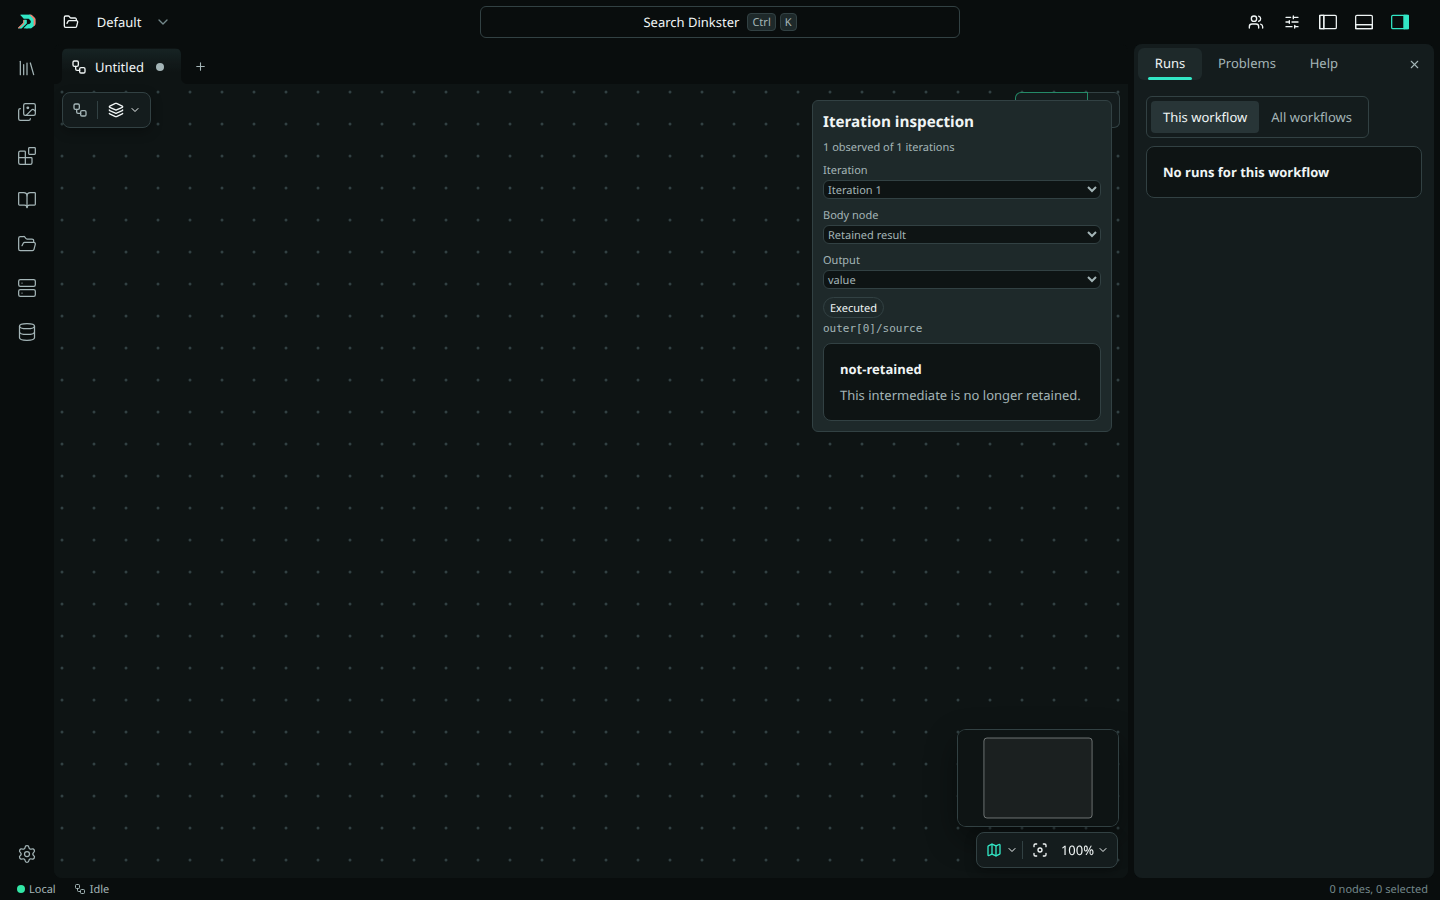 Default
Search Dinkster Ctrl K
Untitled
Runs Problems Help
This workflow All workflows
No runs for this workflow
Iteration inspection
1 observed of 1 iterations
Iteration
Iteration 1
Body node
Retained result
Output
value
Executed
outer[0]/source
not-retained
This intermediate is no longer retained.
100%
Local Idle
0 nodes, 0 selected